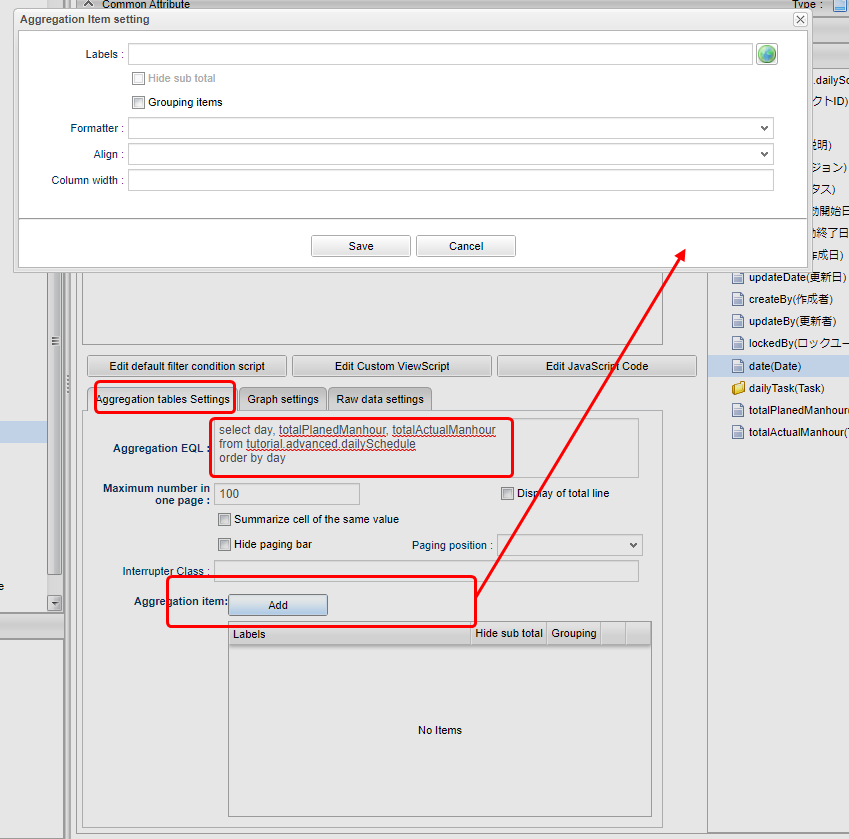 Common Attribute
Type :
Aggregation Item setting
Labels :
Hide sub total
Grouping items
Formatter :
Align :
Column width :
Save
Cancel
.dailySc
クトID)
説明)
ジョン)
タス)
動開始日
終了日
作成日)
updateDate(更新日)
createBy(作成者)
updateBy(更新者)
lockedBy(ロックユー
date(Date)
dailyTask(Task)
totalPlanedManhour(
totalActualManhour(T
Edit default filter condition script
Edit Custom ViewScript
Edit JavaScript Code
Aggregation tables Settings
Graph settings
Raw data settings
Aggregation EQL :
select day, totalPlanedManhour, totalActualManhour
from tutorial.advanced.dailySchedule
order by day
Maximum number in
one page :
100
Display of total line
Summarize cell of the same value
Hide paging bar
Paging position :
Interrupter Class :
e
Aggregation item:
Add
Labels
Hide sub total
Grouping
No Items